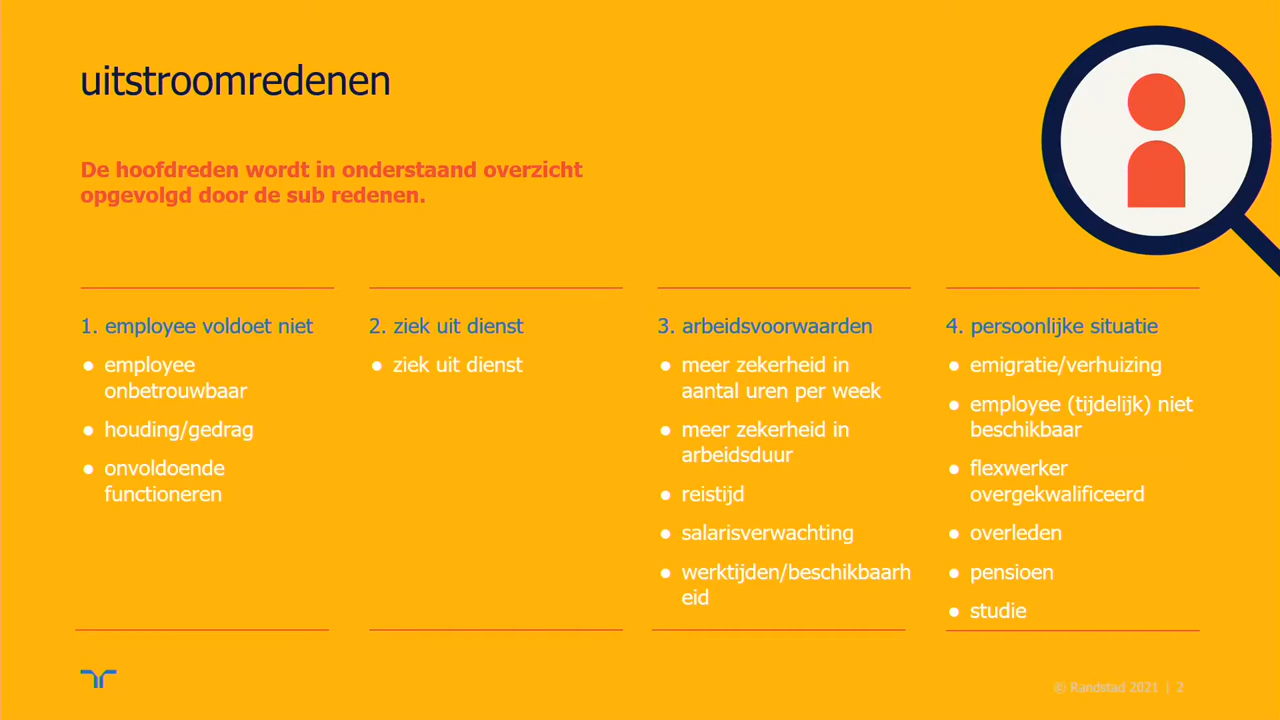 uitstroomredenen
De hoofdreden wordt in onderstaand overzicht
opgevolgd door de sub redenen.
1. employee voldoet niet
● employee
onbetrouwbaar
● houding/gedrag
● onvoldoende
functioneren
2. ziek uit dienst
● ziek uit dienst
3. arbeidsvoorwaarden
● meer zekerheid in
aantal uren per week
● meer zekerheid in
arbeidsduur
● reistijd
● salarisverwachting
● werktijden/beschikbaarh
eid
4. persoonlijke situatie
● emigratie/verhuizing
● employee (tijdelijk) niet
beschikbaar
● flexwerker
overgekwalificeerd
● overleden
● pensioen
● studie
© Randstad 2021 | 2